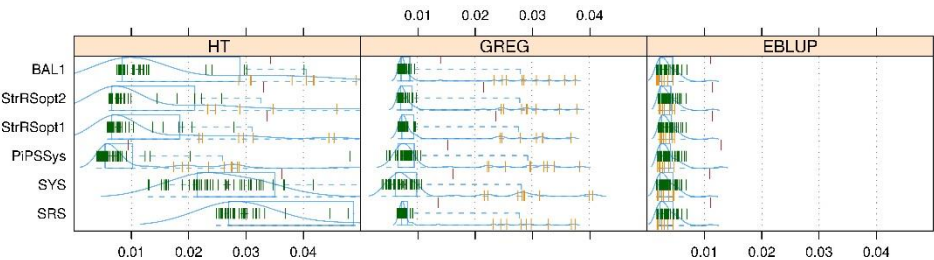 0.01 0.02 0.03 0.04
HT GREG EBLUP
BAL1
StrRSopt2
StrRSopt1
PiPSSys
SYS
SRS
0.01 0.02 0.03 0.04 0.01 0.02 0.03 0.04